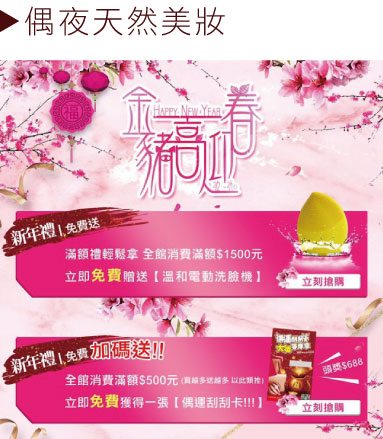 ▶偶夜天然美妝
福
金豬喜迎春
HAPPY NEW YEAR
新年禮 | 免費送
滿額禮輕鬆拿 全館消費滿額$1500元
立即免費贈送【溫和電動洗臉機】
立刻搶購
新年禮 | 免費加碼送!!
頭獎$688
全館消費滿額$500元 (買越多送越多 以此類推)
立即免費獲得一張【偶運刮刮卡!!!】
立刻搶購